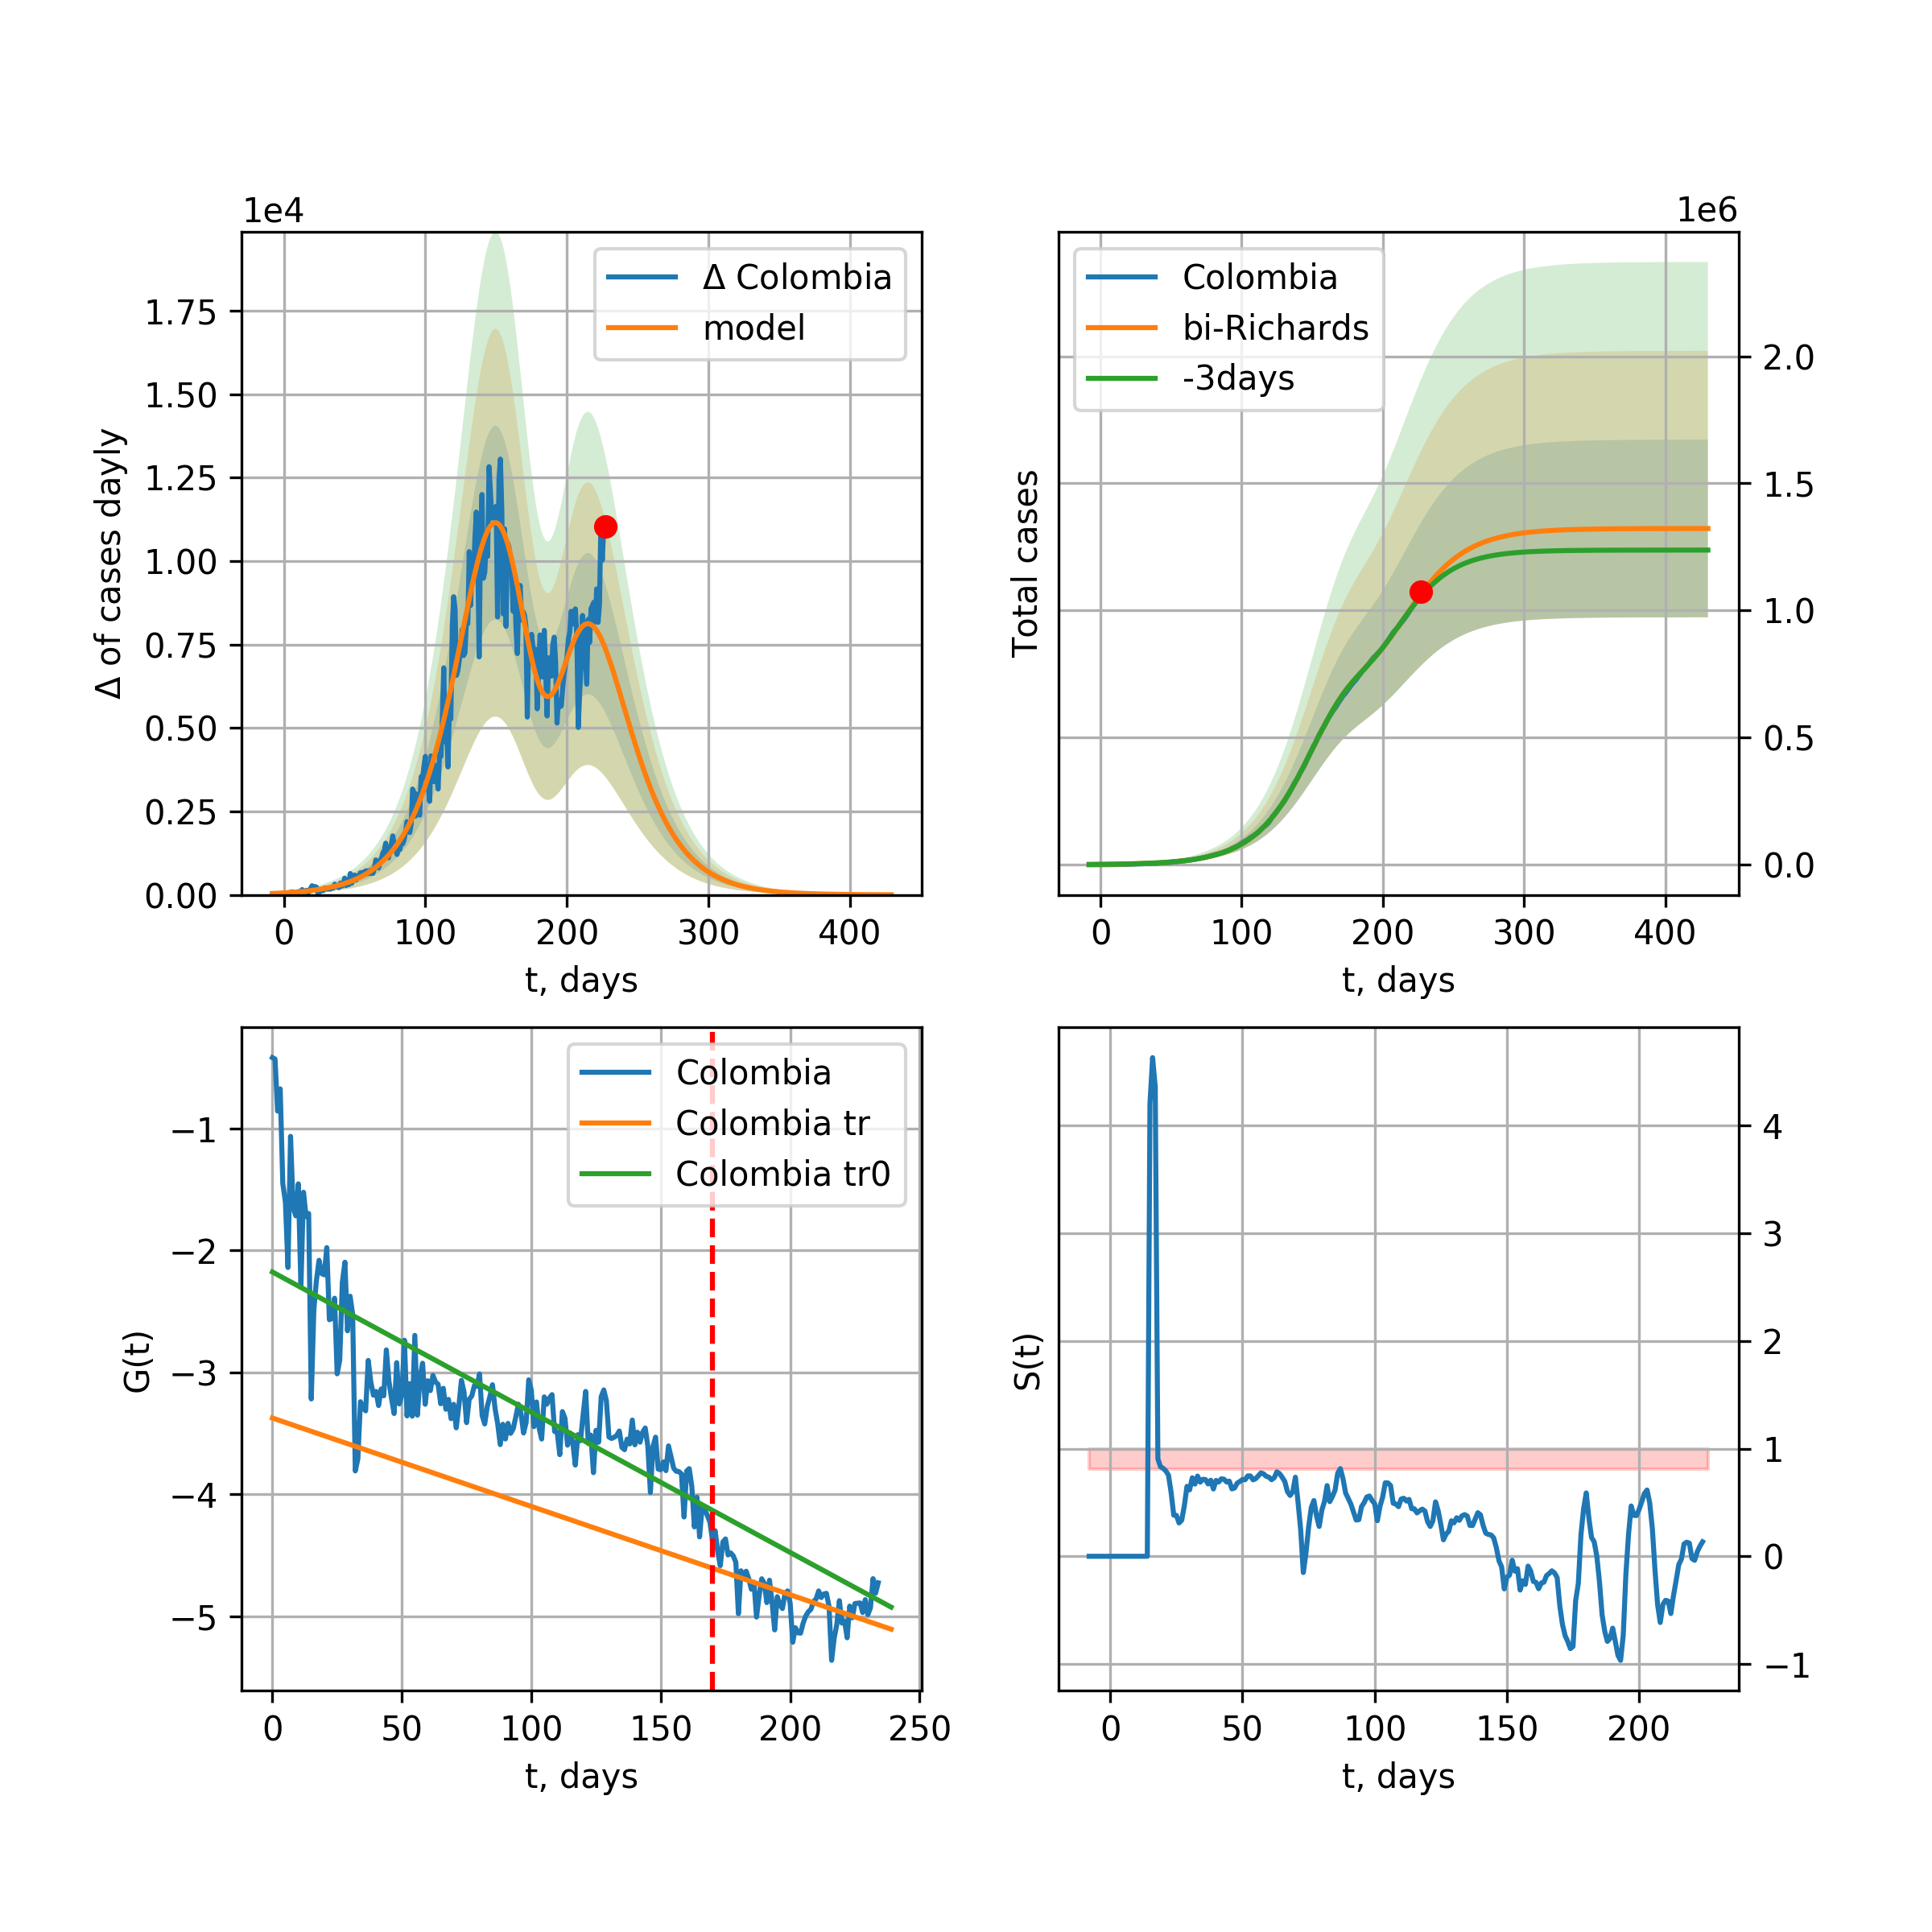 1e4
Δ of cases dayly
1.75
1.50
1.25
1.00
0.75
0.50
0.25
0.00
Δ Colombia
model
0 100 200 300 400
t, days
1e6
Total cases
Colombia
bi-Richards
-3days
2.0
1.5
1.0
0.5
0.0
0 100 200 300 400
t, days
G(t)
−1
−2
−3
−4
−5
Colombia
Colombia tr
Colombia tr0
0 50 100 150 200 250
t, days
S(t)
4
3
2
1
0
−1
0 50 100 150 200
t, days